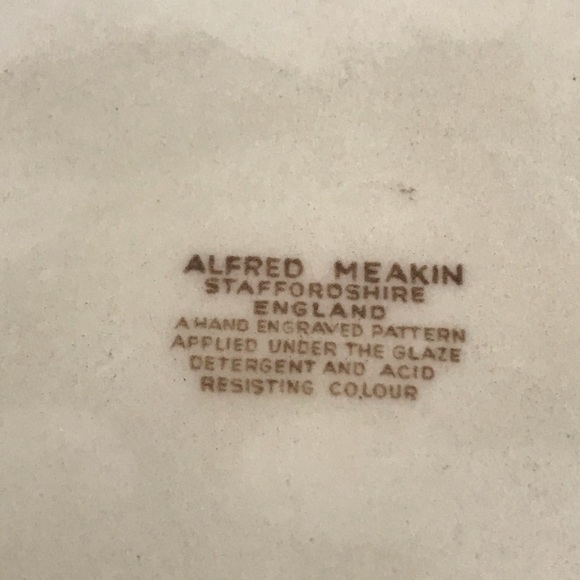 ALFRED MEAKIN
STAFFORDSHIRE
ENGLAND
A HAND ENGRAVED PATTERN
APPLIED UNDER THE GLAZE
DETERGENT AND ACID
RESISTING COLOUR